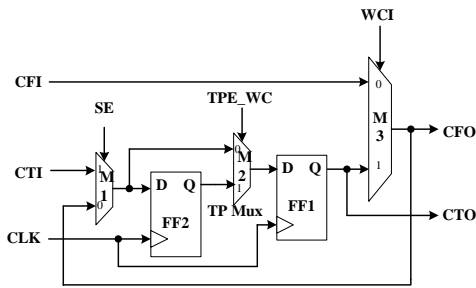 WCI
CFI
0
M
3
CFO
SE
TPE_WC
0
M
2
1
D Q
1
CTI
1
M
1
0
D Q
FF2
TP Mux
FF1
CTO
CLK